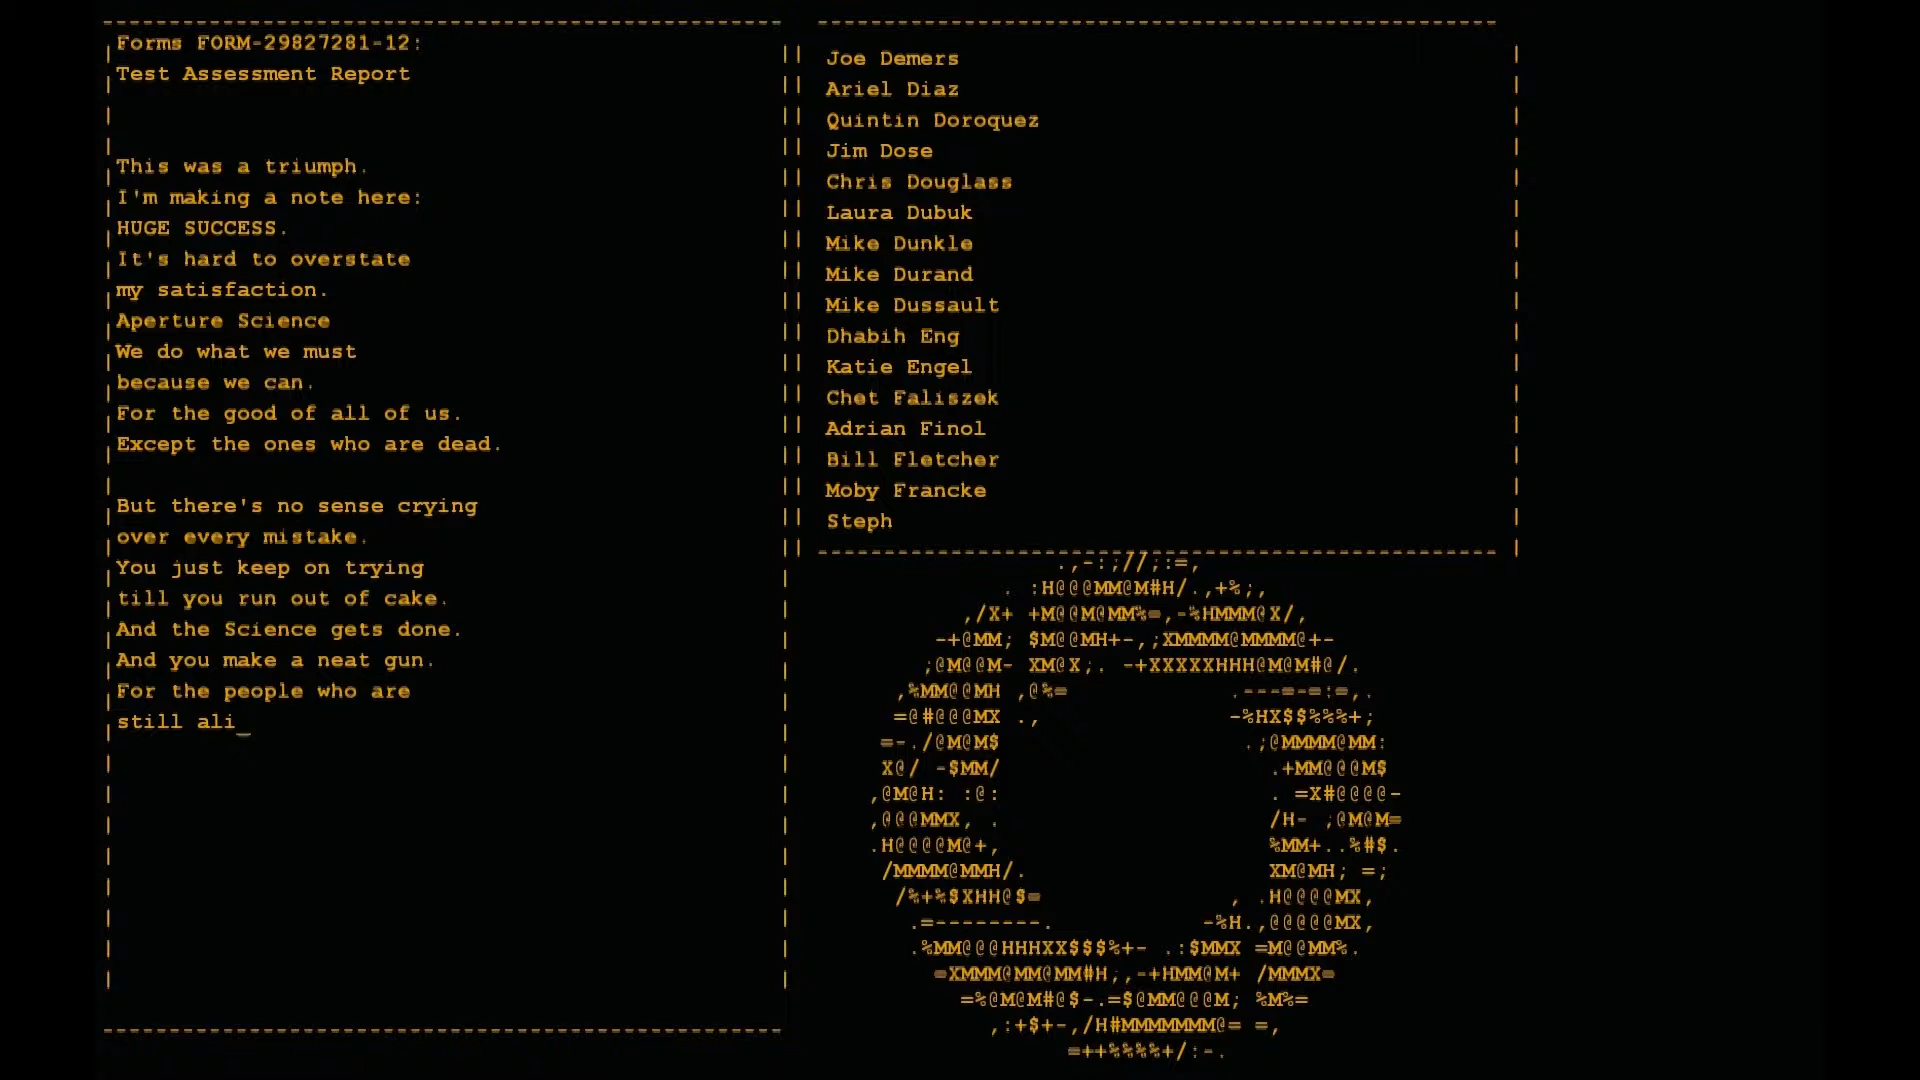 Forms FORM-29827281-12:
Test Assessment Report
This was a triumph.
I'm making a note here:
HUGE SUCCESS.
It's hard to overstate
my satisfaction.
Aperture Science
We do what we must
because we can.
For the good of all of us.
Except the ones who are dead.
But there's no sense crying
over every mistake.
You just keep on trying
till you run out of cake.
And the Science gets done.
And you make a neat gun.
For the people who are
still ali_
Joe Demers
Ariel Diaz
Quintin Doroquez
Jim Dose
Chris Douglass
Laura Dubuk
Mike Dunkle
Mike Durand
Mike Dussault
Dhabih Eng
Katie Engel
Chet Faliszek
Adrian Finol
Bill Fletcher
Moby Francke
Steph